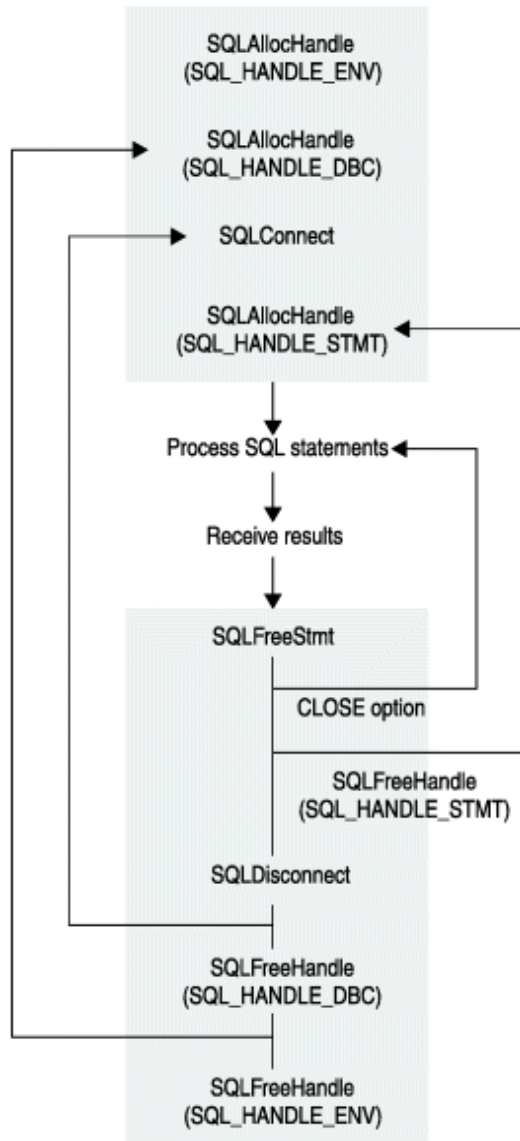 SQLAllocHandle
(SQL_HANDLE_ENV)
SQLAllocHandle
(SQL_HANDLE_DBC)
SQLConnect
SQLAllocHandle
(SQL_HANDLE_STMT)
Process SQL statements
Receive results
SQLFreeStmt
CLOSE option
SQLFreeHandle
(SQL_HANDLE_STMT)
SQLDisconnect
SQLFreeHandle
(SQL_HANDLE_DBC)
SQLFreeHandle
(SQL_HANDLE_ENV)